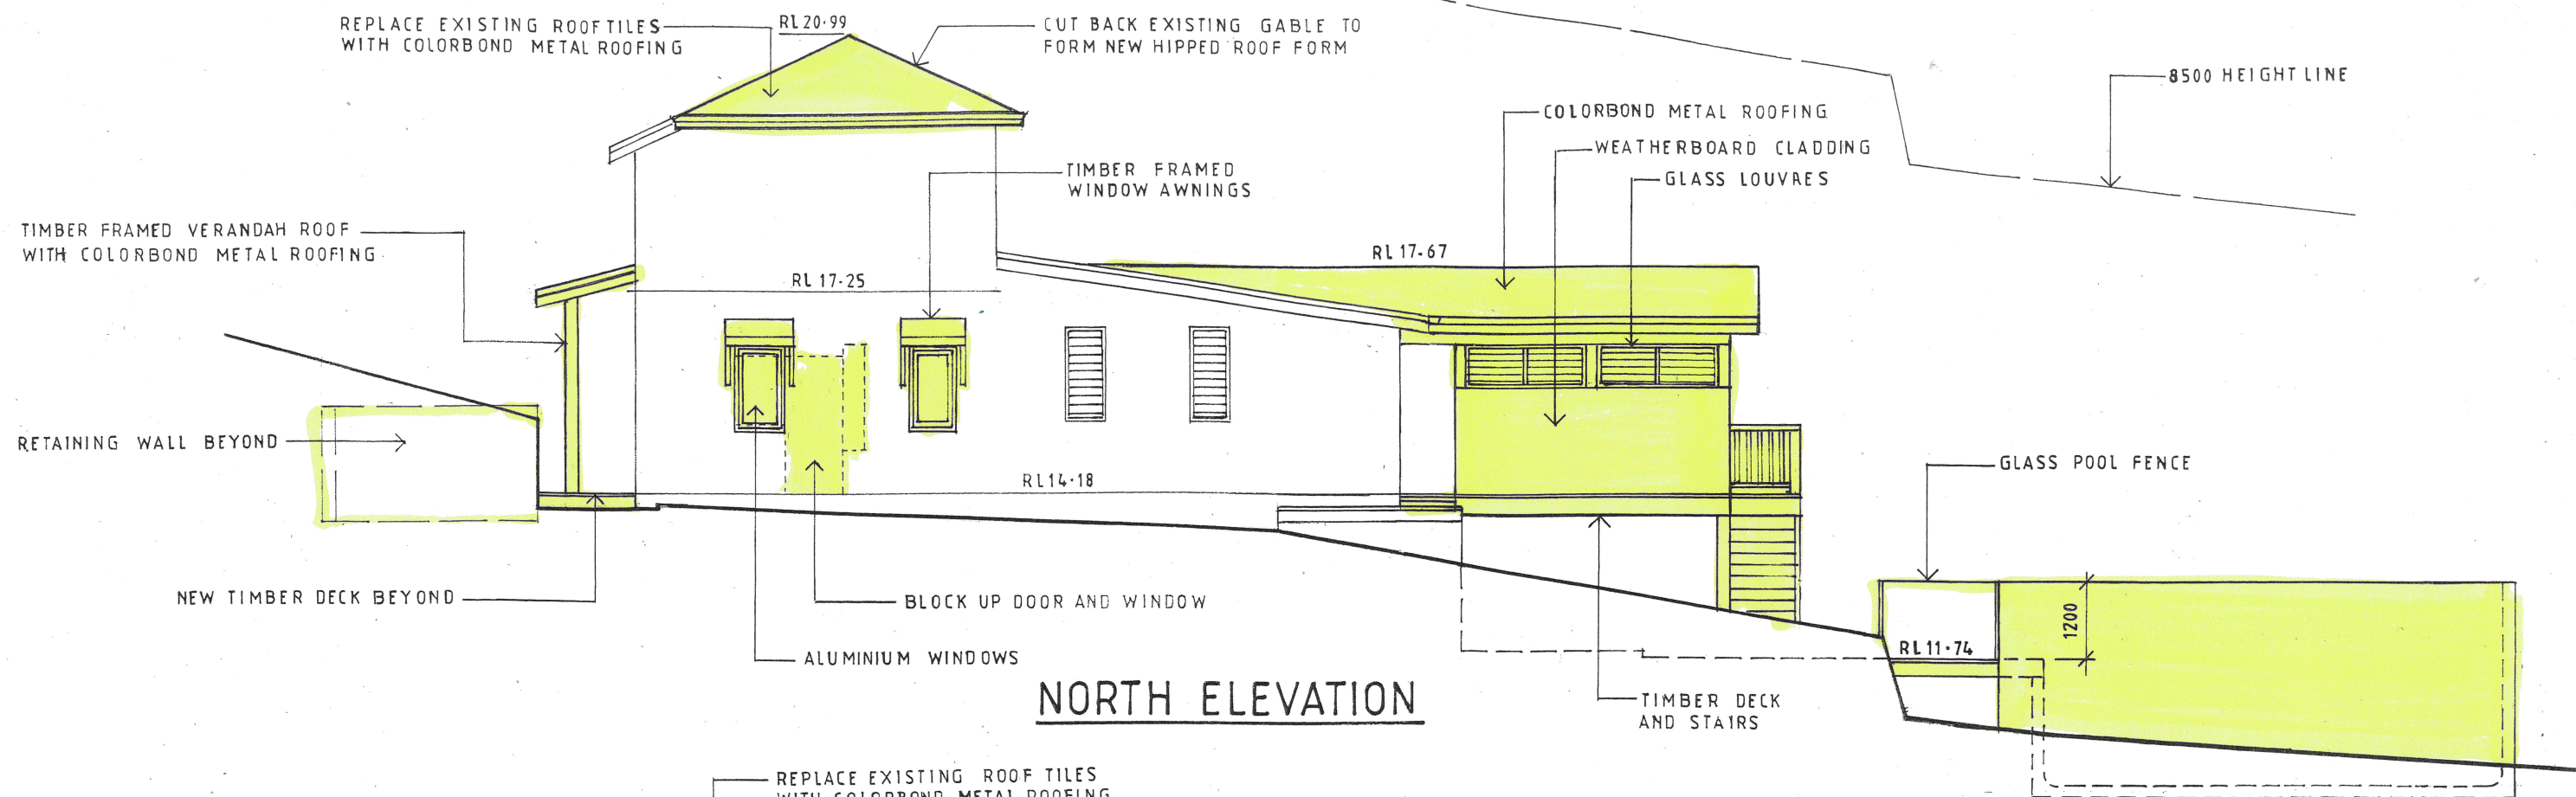 REPLACE EXISTING ROOF TILES
WITH COLORBOND METAL ROOFING
RL 20·99
CUT BACK EXISTING GABLE TO
FORM NEW HIPPED ROOF FORM
8500 HEIGHT LINE
COLORBOND METAL ROOFING
WEATHERBOARD CLADDING
GLASS LOUVRES
TIMBER FRAMED
WINDOW AWNINGS
TIMBER FRAMED VERANDAH ROOF
WITH COLORBOND METAL ROOFING
RL 17·67
RL 17·25
RETAINING WALL BEYOND
GLASS POOL FENCE
RL 14·18
NEW TIMBER DECK BEYOND
BLOCK UP DOOR AND WINDOW
1200
RL 11·74
ALUMINIUM WINDOWS
NORTH ELEVATION
TIMBER DECK
AND STAIRS
REPLACE EXISTING ROOF TILES
WITH COLORBOND METAL ROOFING